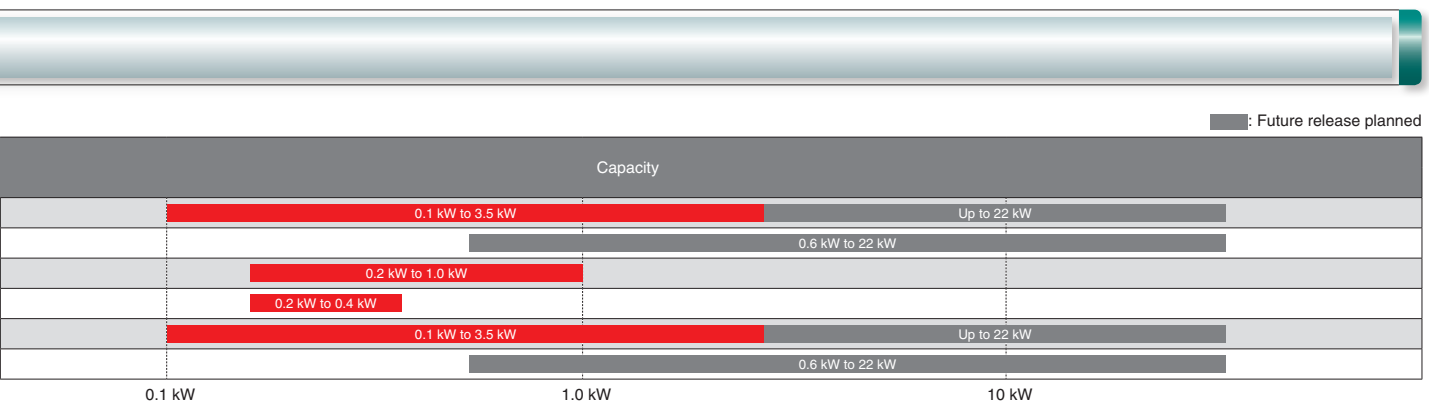 : Future release planned
Capacity
0.1 kW to 3.5 kW Up to 22 kW
0.6 kW to 22 kW
0.2 kW to 1.0 kW
0.2 kW to 0.4 kW
0.1 kW to 3.5 kW Up to 22 kW
0.6 kW to 22 kW
0.1 kW 1.0 kW 10 kW